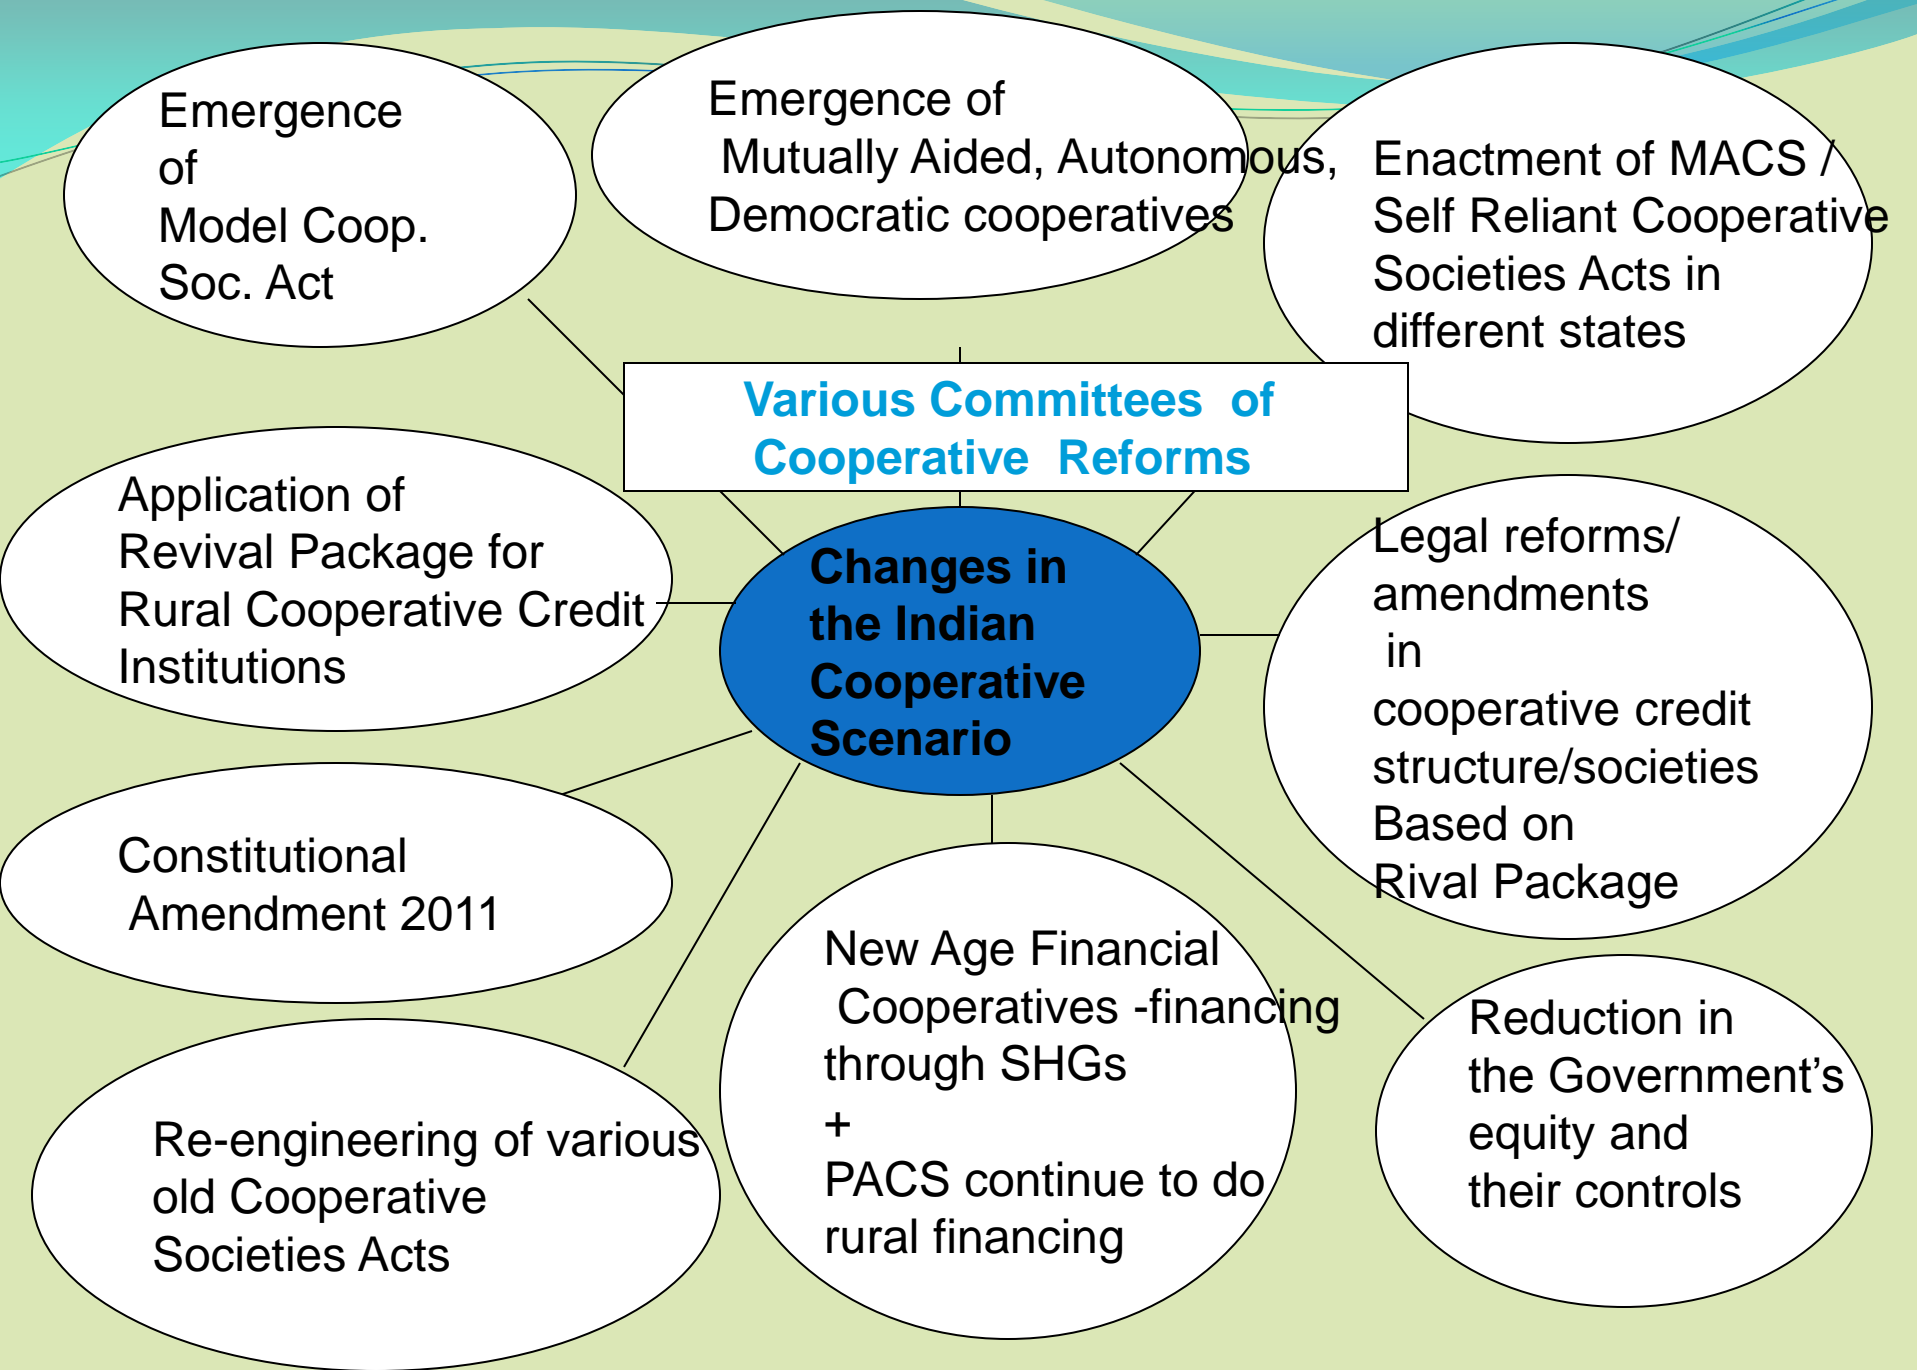 Emergence
of
Model Coop.
Soc. Act
Emergence of
Mutually Aided, Autonomous,
Democratic cooperatives
Enactment of MACS /
Self Reliant Cooperative
Societies Acts in
different states
Various Committees of
Cooperative Reforms
Application of
Revival Package for
Rural Cooperative Credit
Institutions
Changes in
the Indian
Cooperative
Scenario
Legal reforms/
amendments
in
cooperative credit
structure/societies
Based on
Rival Package
Constitutional
Amendment 2011
New Age Financial
Cooperatives -financing
through SHGs
+
PACS continue to do
rural financing
Reduction in
the Government’s
equity and
their controls
Re-engineering of various
old Cooperative
Societies Acts